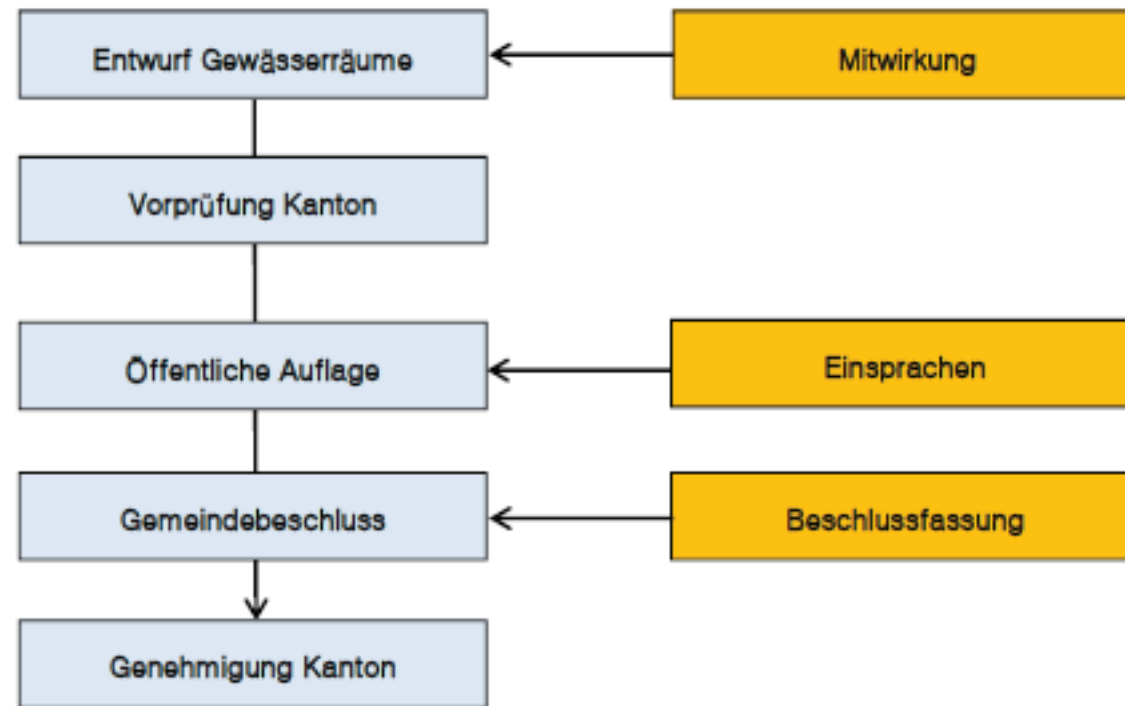 Entwurf Gewässerräume
Mitwirkung
Vorprüfung Kanton
Öffentliche Auflage
Einsprachen
Gemeindebeschluss
Beschlussfassung
Genehmigung Kanton